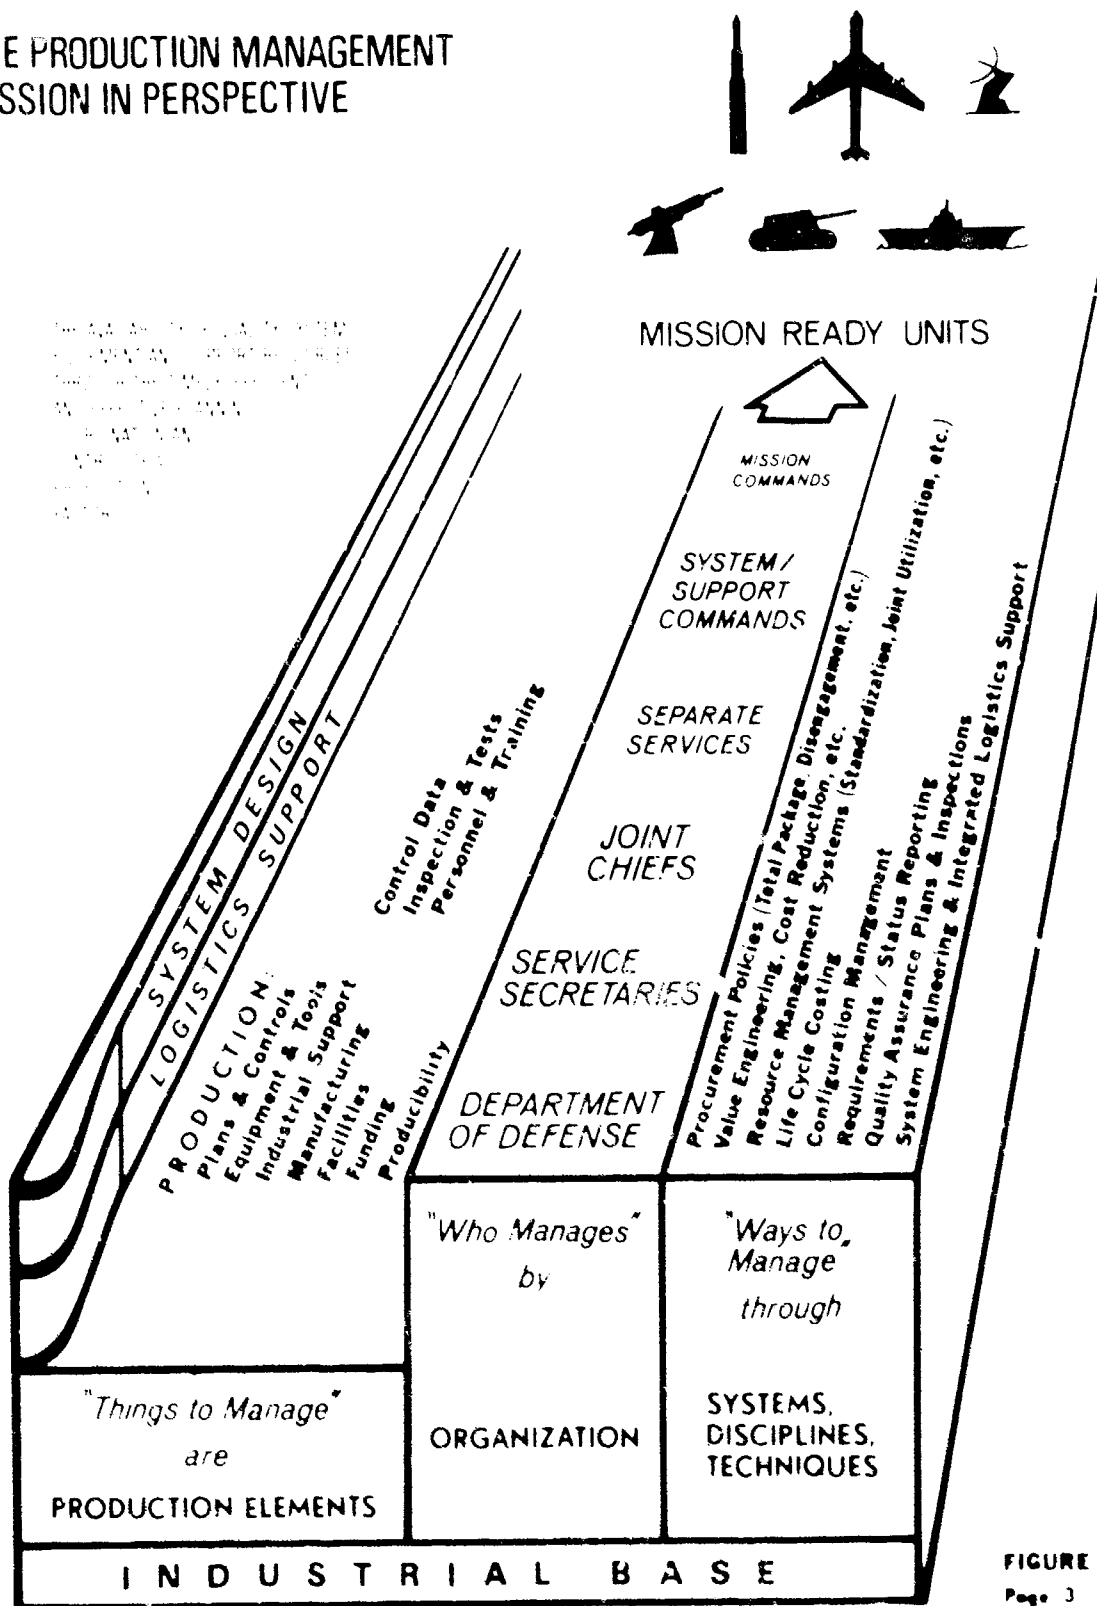 E PRODUCTION MANAGEMENT
SSION IN PERSPECTIVE
MISSION READY UNITS
MISSION
COMMANDS
SYSTEM /
SUPPORT
COMMANDS
SEPARATE
SERVICES
JOINT
CHIEFS
SERVICE
SECRETARIES
DEPARTMENT
OF DEFENSE
SYSTEM DESIGN
LOGISTICS SUPPORT
PRODUCTION:
Plans & Controls
Equipment & Tools
Industrial Support
Manufacturing
Facilities
Funding
Producibility
Control Data
Inspection & Tests
Personnel & Training
Procurement Policies (Total Package, Disengagement, etc.)
Value Engineering, Cost Reduction, etc.
Resource Management Systems (Standardization, Joint Utilization, etc.)
Life Cycle Costing
Configuration Management
Requirements / Status Reporting
Quality Assurance Plans & Inspections
System Engineering & Integrated Logistics Support
"Things to Manage"
are
PRODUCTION ELEMENTS
"Who Manages"
by
ORGANIZATION
"Ways to
Manage"
through
SYSTEMS,
DISCIPLINES,
TECHNIQUES
INDUSTRIAL BASE
FIGURE
Page 3